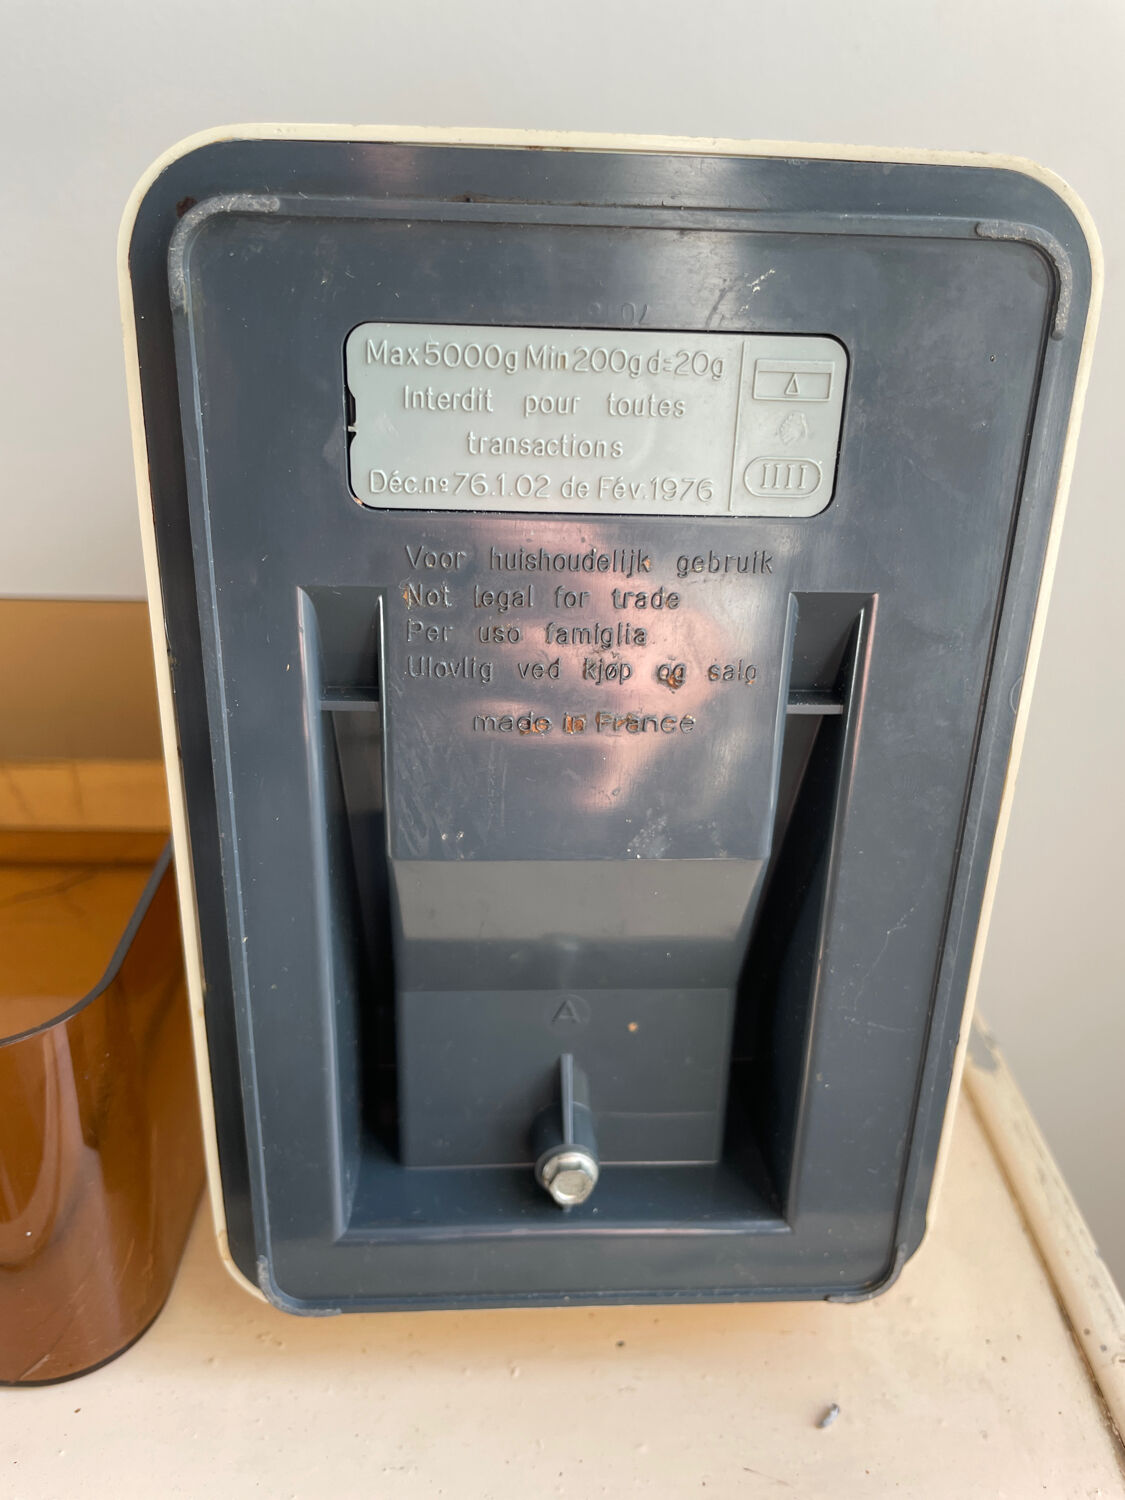 Max 5000g Min 200g d=20g
Interdit pour toutes
transactions
Déc.nº 76.1.02 de Fév.1976
IIII
Voor huishoudelijk gebruik
Not legal for trade
Per uso famiglia
Ulovlig ved kjøp og salg
made in France
A